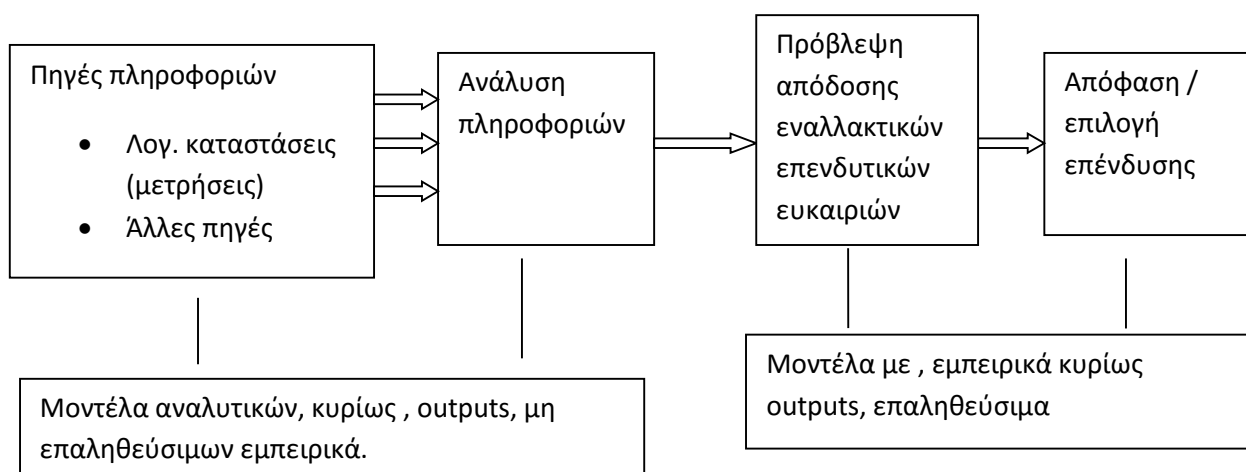 Πηγές πληροφοριών
• Λογ. καταστάσεις
(μετρήσεις)
• Άλλες πηγές
Ανάλυση
πληροφοριών
Πρόβλεψη
απόδοσης
εναλλακτικών
επενδυτικών
ευκαιριών
Απόφαση /
επιλογή
επένδυσης
Μοντέλα αναλυτικών, κυρίως , outputs, μη
επαληθεύσιμων εμπειρικά.
Μοντέλα με , εμπειρικά κυρίως
outputs, επαληθεύσιμα